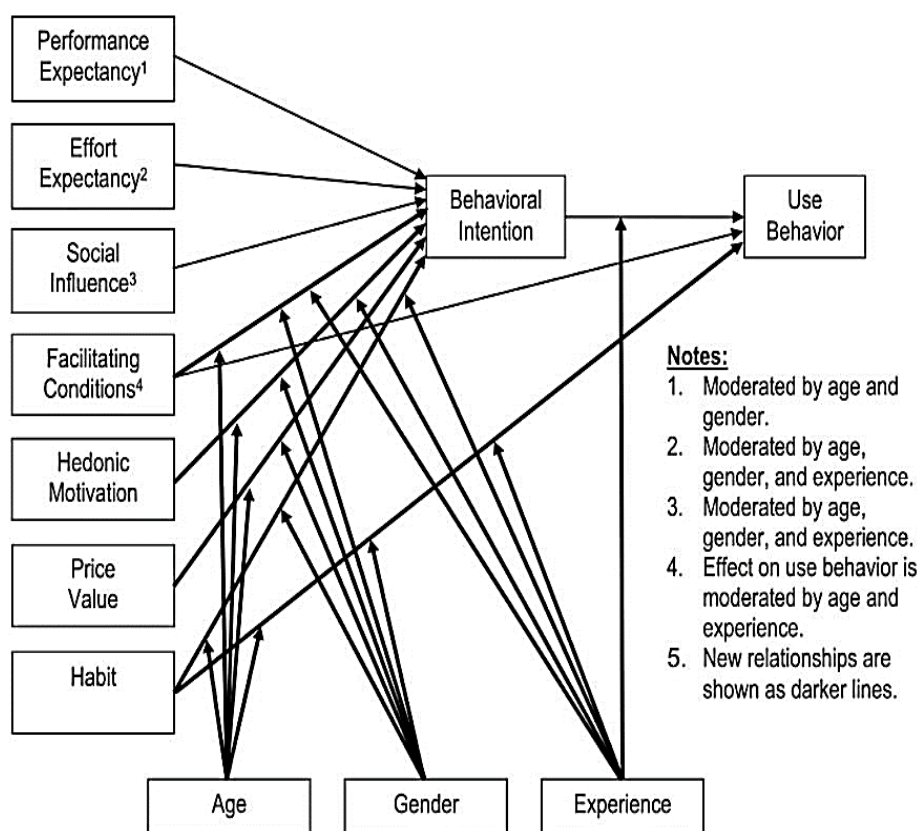 Performance
Expectancy¹
Effort
Expectancy²
Social
Influence³
Facilitating
Conditions⁴
Hedonic
Motivation
Price
Value
Habit
Behavioral
Intention
Use
Behavior
Notes:
1. Moderated by age and
gender.
2. Moderated by age,
gender, and experience.
3. Moderated by age,
gender, and experience.
4. Effect on use behavior is
moderated by age and
experience.
5. New relationships are
shown as darker lines.
Age
Gender
Experience